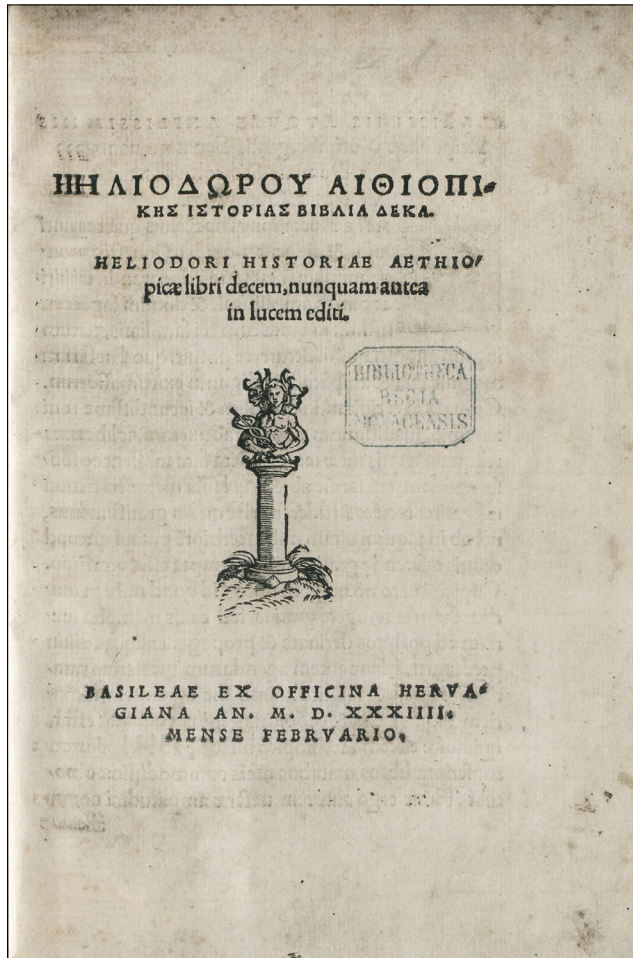 ΗΛΙΟΔΩΡΟΥ ΑΙΘΙΟΠΙ-
ΚΗΣ ΙΣΤΟΡΙΑΣ ΒΙΒΛΙΑ ΔΕΚΑ.
HELIODORI HISTORIAE AETHIO/
picæ libri decem, nunquam antea
in lucem editi.
BIBLIOTHECA
REGIA
MONACENSIS
BASILEAE EX OFFICINA HERVA-
GIANA AN. M. D. XXXIIII.
MENSE FEBRVARIO.